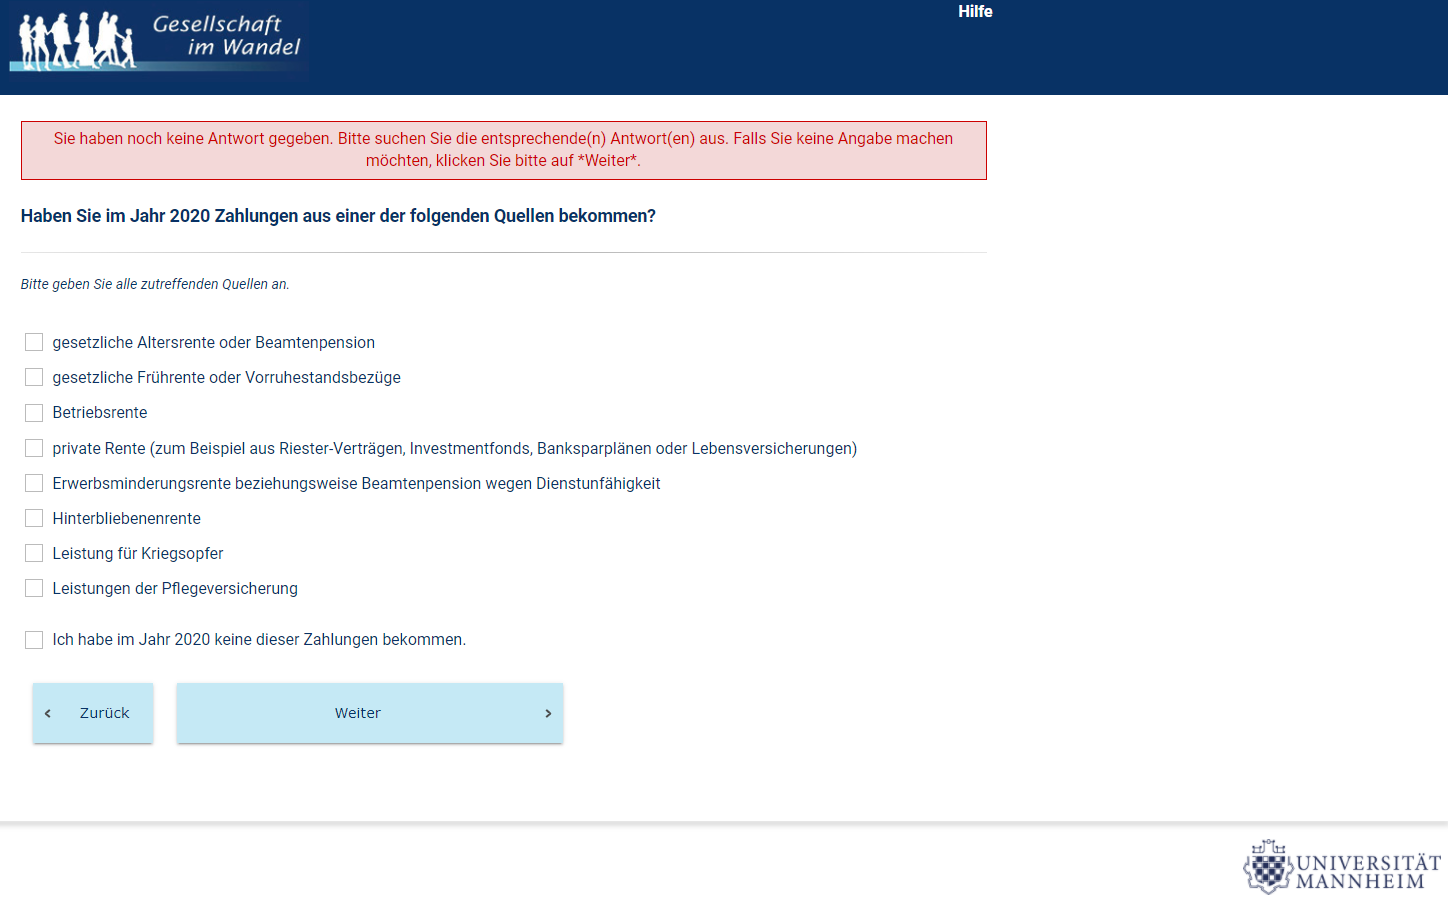 Gesellschaft
im Wandel
Hilfe
Sie haben noch keine Antwort gegeben. Bitte suchen Sie die entsprechende(n) Antwort(en) aus. Falls Sie keine Angabe machen
möchten, klicken Sie bitte auf *Weiter*.
Haben Sie im Jahr 2020 Zahlungen aus einer der folgenden Quellen bekommen?
Bitte geben Sie alle zutreffenden Quellen an.
gesetzliche Altersrente oder Beamtenpension
gesetzliche Frührente oder Vorruhestandsbezüge
Betriebsrente
private Rente (zum Beispiel aus Riester-Verträgen, Investmentfonds, Banksparplänen oder Lebensversicherungen)
Erwerbsminderungsrente beziehungsweise Beamtenpension wegen Dienstunfähigkeit
Hinterbliebenenrente
Leistung für Kriegsopfer
Leistungen der Pflegeversicherung
Ich habe im Jahr 2020 keine dieser Zahlungen bekommen.
Zurück
Weiter
UNIVERSITÄT
MANNHEIM